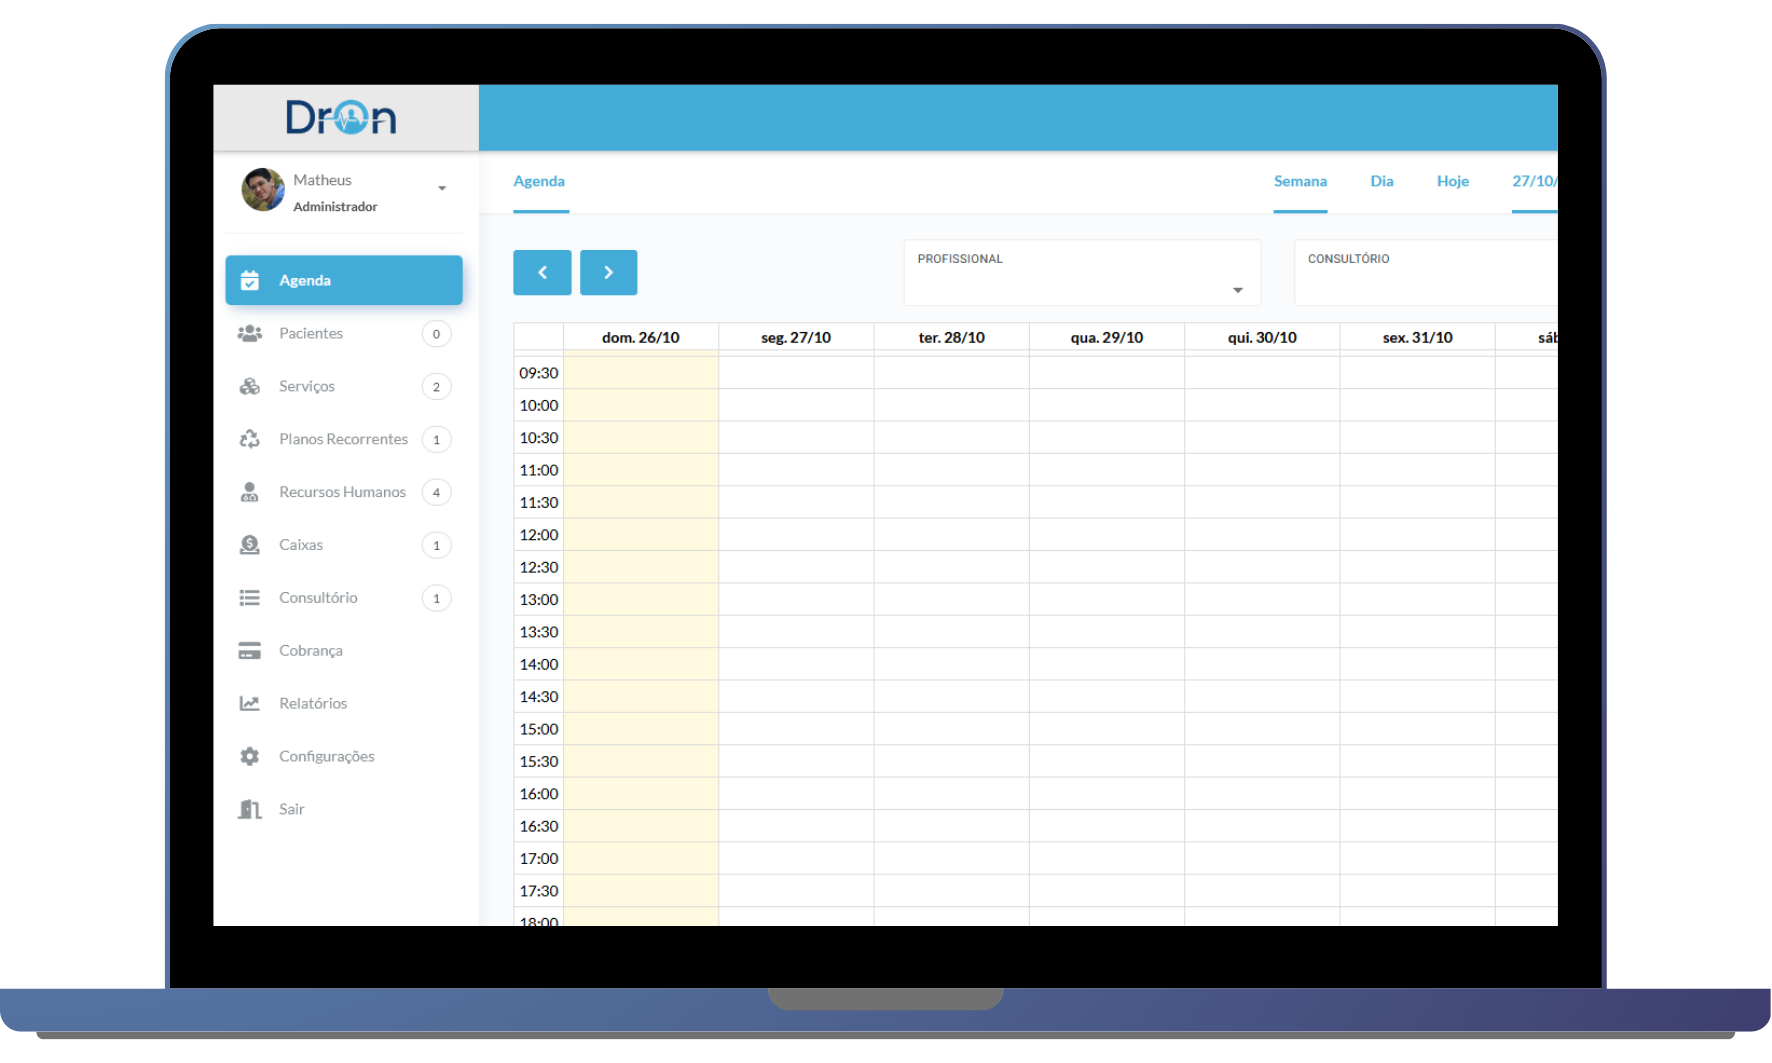 DrOn
Matheus
Administrador
Agenda
Pacientes 0
Serviços 2
Planos Recorrentes 1
Recursos Humanos 4
Caixas 1
Consultório 1
Cobrança
Relatórios
Configurações
Sair
Agenda Semana Dia Hoje 27/10/
PROFISSIONAL CONSULTÓRIO
dom. 26/10 seg. 27/10 ter. 28/10 qua. 29/10 qui. 30/10 sex. 31/10 sáb
09:30
10:00
10:30
11:00
11:30
12:00
12:30
13:00
13:30
14:00
14:30
15:00
15:30
16:00
16:30
17:00
17:30
18:00